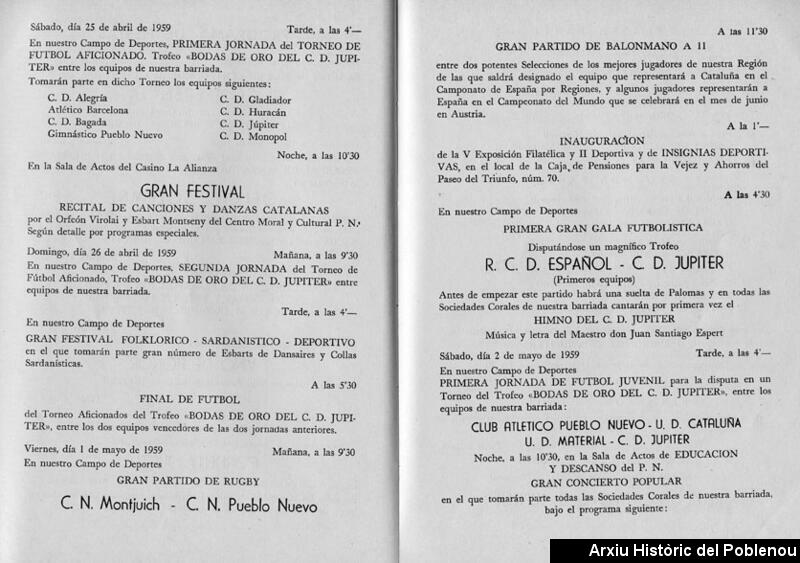 Sábado, día 25 de abril de 1959 Tarde, a las 4'—
En nuestro Campo de Deportes, PRIMERA JORNADA del TORNEO DE
FUTBOL AFICIONADO. Trofeo «BODAS DE ORO DEL C. D. JUPI-
TER» entre los equipos de nuestra barriada.
Tomarán parte en dicho Torneo los equipos siguientes:
C. D. Alegría C. D. Gladiador
Atlético Barcelona C. D. Huracán
C. D. Bagada C. D. Júpiter
Gimnástico Pueblo Nuevo C. D. Monopol
Noche, a las 10'30
En la Sala de Actos del Casino La Alianza
GRAN FESTIVAL
RECITAL DE CANCIONES Y DANZAS CATALANAS
por el Orfeón Virolai y Esbart Montseny del Centro Moral y Cultural P. N.
Según detalle por programas especiales.
Domingo, día 26 de abril de 1959 Mañana, a las 9'30
En nuestro Campo de Deportes, SEGUNDA JORNADA del Torneo de
Fútbol Aficionado, Trofeo «BODAS DE ORO DEL C. D. JUPITER» entre
equipos de nuestra barriada.
Tarde, a las 4'—
En nuestro Campo de Deportes
GRAN FESTIVAL FOLKLORICO - SARDANISTICO - DEPORTIVO
en el que tomarán parte gran número de Esbarts de Dansaires y Collas
Sardanísticas.
A las 5'30
FINAL DE FUTBOL
del Torneo Aficionados del Trofeo «BODAS DE ORO DEL C. D. JUPI-
TER», entre los dos equipos vencedores de las dos jornadas anteriores.
Viernes, día 1 de mayo de 1959 Mañana, a las 9'30
En nuestro Campo de Deportes
GRAN PARTIDO DE RUGBY
C. N. Montjuich - C. N. Pueblo Nuevo
A las 11'30
GRAN PARTIDO DE BALONMANO A 11
entre dos potentes Selecciones de los mejores jugadores de nuestra Región
de las que saldrá designado el equipo que representará a Cataluña en el
Campeonato de España por Regiones, y algunos jugadores representarán a
España en el Campeonato del Mundo que se celebrará en el mes de junio
en Austria.
A la 1'—
INAUGURACION
de la V Exposición Filatélica y II Deportiva y de INSIGNIAS DEPORTI-
VAS, en el local de la Caja de Pensiones para la Vejez y Ahorros del
Paseo del Triunfo, núm. 70.
A las 4'30
En nuestro Campo de Deportes
PRIMERA GRAN GALA FUTBOLISTICA
Disputándose un magnífico Trofeo
R. C. D. ESPAÑOL - C. D. JUPITER
(Primeros equipos)
Antes de empezar este partido habrá una suelta de Palomas y en todas las
Sociedades Corales de nuestra barriada cantarán por primera vez el
HIMNO DEL C. D. JUPITER
Música y letra del Maestro don Juan Santiago Espert
Sábado, día 2 de mayo de 1959 Tarde, a las 4'—
En nuestro Campo de Deportes
PRIMERA JORNADA DE FUTBOL JUVENIL para la disputa en un
Torneo del Trofeo «BODAS DE ORO DEL C. D. JUPITER», entre los
equipos de nuestra barriada:
CLUB ATLETICO PUEBLO NUEVO - U. D. CATALUÑA
U. D. MATERIAL - C. D. JUPITER
Noche, a las 10'30, en la Sala de Actos de EDUCACION
Y DESCANSO del P. N.
GRAN CONCIERTO POPULAR
en el que tomarán parte todas las Sociedades Corales de nuestra barriada,
bajo el programa siguiente:
Arxiu Històric del Poblenou